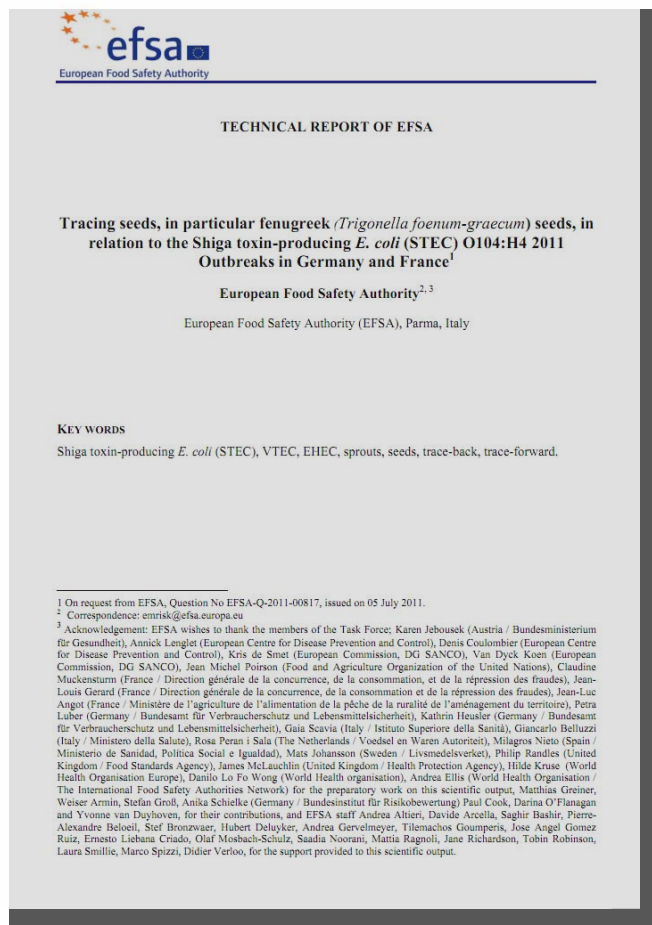 efsa
European Food Safety Authority
TECHNICAL REPORT OF EFSA
Tracing seeds, in particular fenugreek (Trigonella foenum-graecum) seeds, in
relation to the Shiga toxin-producing E. coli (STEC) O104:H4 2011
Outbreaks in Germany and France1
European Food Safety Authority2, 3
European Food Safety Authority (EFSA), Parma, Italy
KEY WORDS
Shiga toxin-producing E. coli (STEC), VTEC, EHEC, sprouts, seeds, trace-back, trace-forward.
1 On request from EFSA, Question No EFSA-Q-2011-00817, issued on 05 July 2011.
2 Correspondence: emrisk@efsa.europa.eu
3 Acknowledgement: EFSA wishes to thank the members of the Task Force; Karen Jebousek (Austria / Bundesministerium
für Gesundheit), Annick Lenglet (European Centre for Disease Prevention and Control), Denis Coulombier (European Centre
for Disease Prevention and Control), Kris de Smet (European Commission, DG SANCO), Van Dyck Koen (European
Commission, DG SANCO), Jean Michel Poirson (Food and Agriculture Organization of the United Nations), Claudine
Muckensturm (France / Direction générale de la concurrence, de la consommation, et de la répression des fraudes), Jean-
Louis Gerard (France / Direction générale de la concurrence, de la consommation et de la répression des fraudes), Jean-Luc
Angot (France / Ministère de l'agriculture de l'alimentation de la pêche de la ruralité de l'aménagement du territoire), Petra
Luber (Germany / Bundesamt für Verbraucherschutz und Lebensmittelsicherheit), Kathrin Heusler (Germany / Bundesamt
für Verbraucherschutz und Lebensmittelsicherheit), Gaia Scavia (Italy / Istituto Superiore della Sanità), Giancarlo Belluzzi
(Italy / Ministero della Salute), Rosa Peran i Sala (The Netherlands / Voedsel en Waren Autoriteit), Milagros Nieto (Spain /
Ministerio de Sanidad, Política Social e Igualdad), Mats Johansson (Sweden / Livsmedelsverket), Philip Randles (United
Kingdom / Food Standards Agency), James McLauchlin (United Kingdom / Health Protection Agency), Hilde Kruse (World
Health Organisation Europe), Danilo Lo Fo Wong (World Health organisation), Andrea Ellis (World Health Organisation /
The International Food Safety Authorities Network) for the preparatory work on this scientific output, Matthias Greiner,
Weiser Armin, Stefan Groß, Anika Schielke (Germany / Bundesinstitut für Risikobewertung) Paul Cook, Darina O'Flanagan
and Yvonne van Duyhoven, for their contributions, and EFSA staff Andrea Altieri, Davide Arcella, Saghir Bashir, Pierre-
Alexandre Beloeil, Stef Bronzwaer, Hubert Deluyker, Andrea Gervelmeyer, Tilemachos Goumperis, Jose Angel Gomez
Ruiz, Ernesto Liebana Criado, Olaf Mosbach-Schulz, Saadia Noorani, Mattia Ragnoli, Jane Richardson, Tobin Robinson,
Laura Smillie, Marco Spizzi, Didier Verloo, for the support provided to this scientific output.